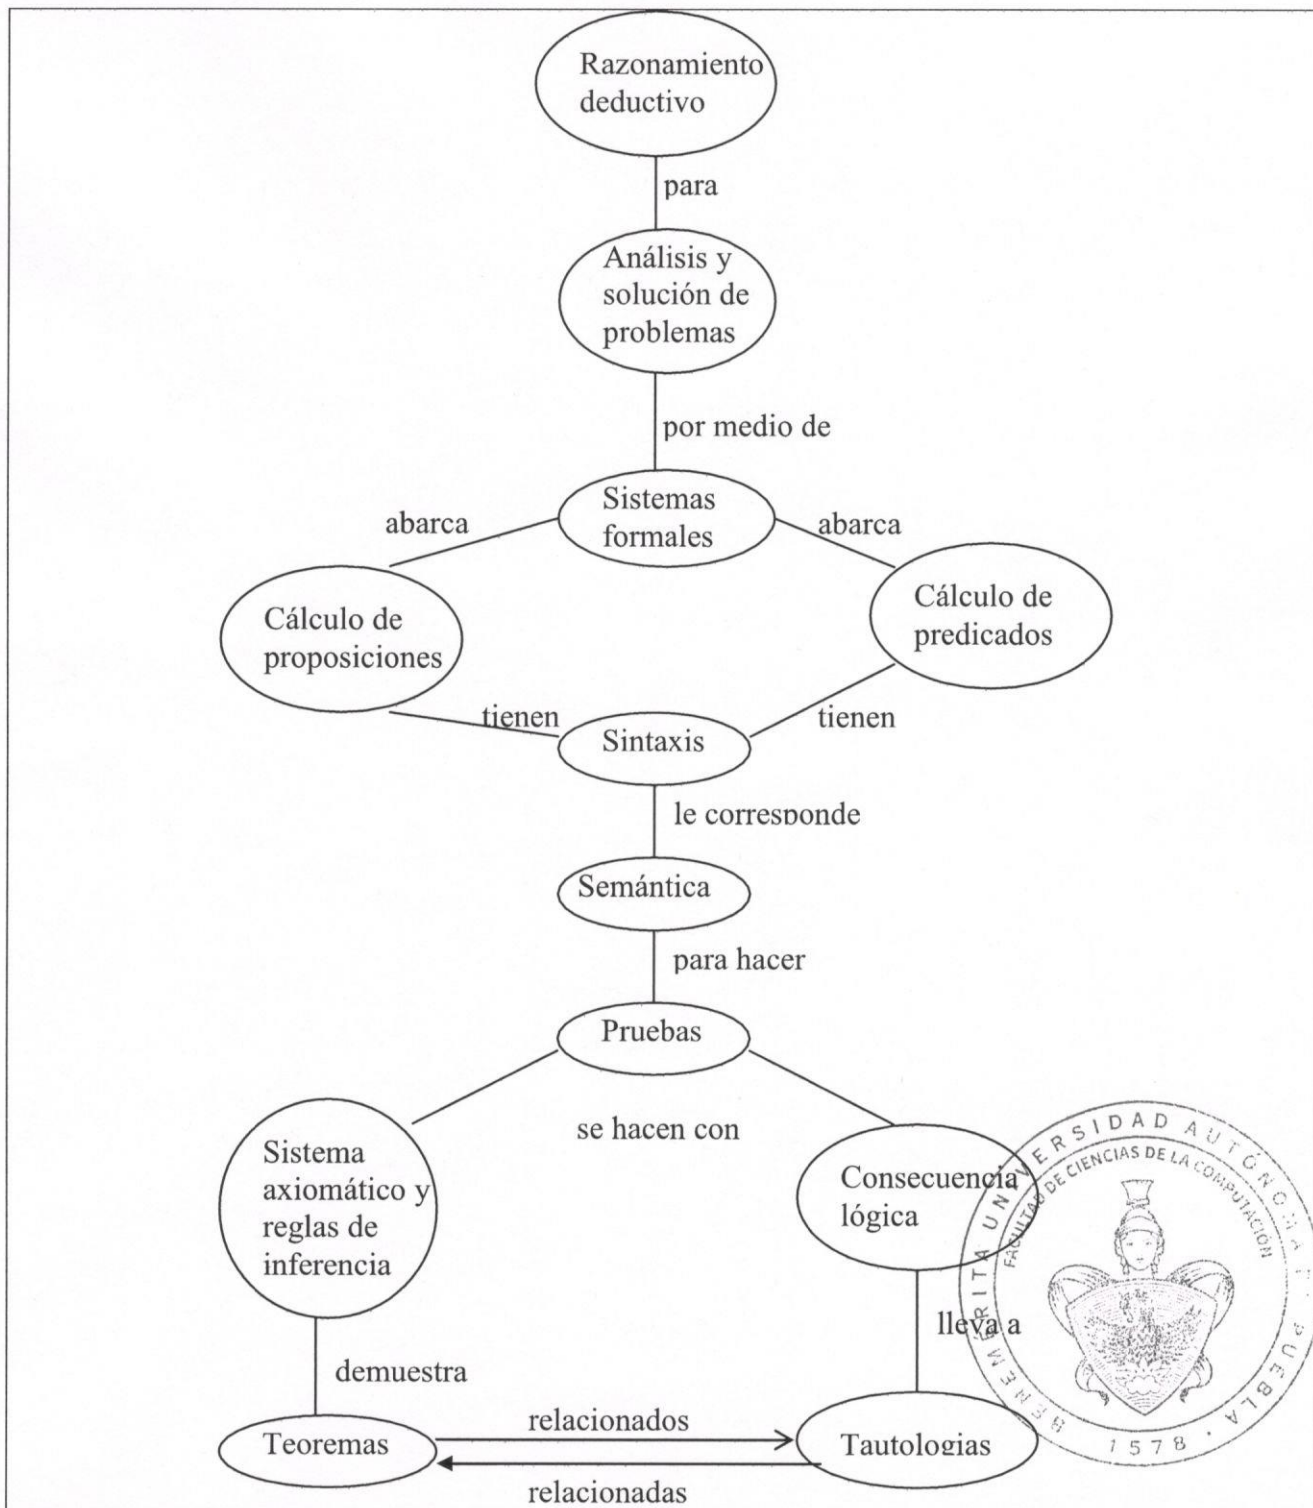 Razonamiento
deductivo
para
Análisis y
solución de
problemas
por medio de
Sistemas
formales
abarca
abarca
Cálculo de
proposiciones
Cálculo de
predicados
tienen
tienen
Sintaxis
le corresponde
Semántica
para hacer
Pruebas
se hacen con
Sistema
axiomático y
reglas de
inferencia
Consecuencia
lógica
demuestra
lleva a
Teoremas
relacionados
Tautologias
relacionadas
BENEMÉRITA UNIVERSIDAD AUTÓNOMA PUEBLA
FACULTAD DE CIENCIAS DE LA COMPUTACIÓN
1578